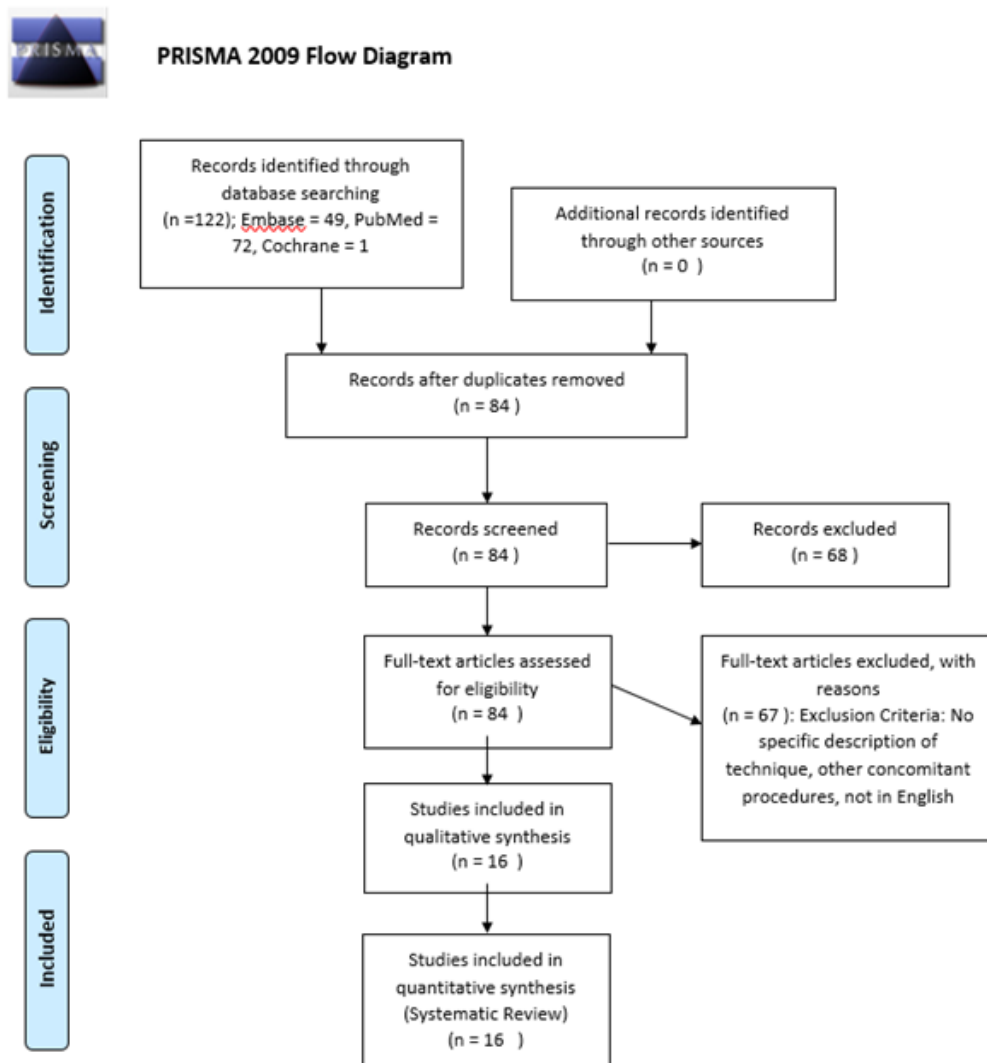 PRISMA
PRISMA 2009 Flow Diagram
Identification
Records identified through
database searching
(n =122); Embase = 49, PubMed =
72, Cochrane = 1
Additional records identified
through other sources
(n = 0 )
Records after duplicates removed
(n = 84 )
Screening
Records screened
(n = 84 )
Records excluded
(n = 68 )
Eligibility
Full-text articles assessed
for eligibility
(n = 84 )
Full-text articles excluded, with
reasons
(n = 67 ): Exclusion Criteria: No
specific description of
technique, other concomitant
procedures, not in English
Studies included in
qualitative synthesis
(n = 16 )
Included
Studies included in
quantitative synthesis
(Systematic Review)
(n = 16 )